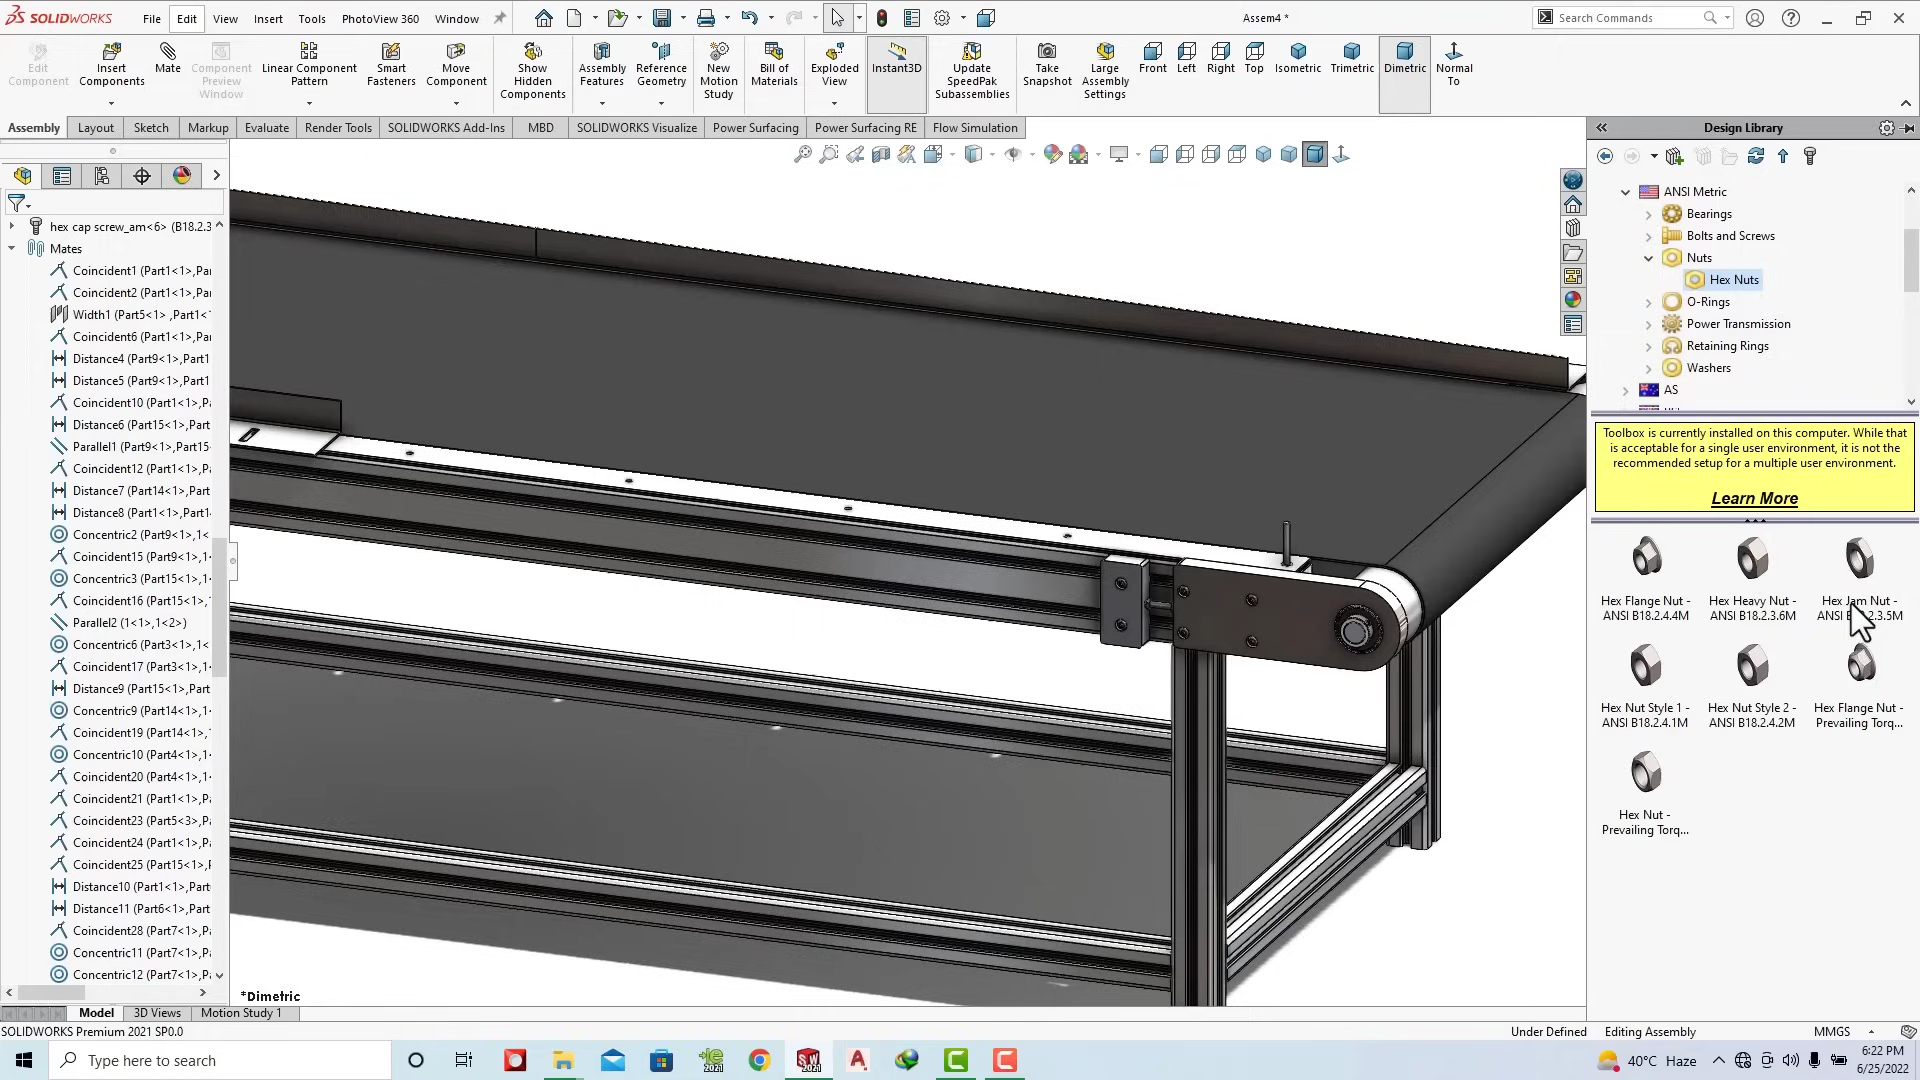 SOLIDWORKS File Edit View Insert Tools PhotoView 360 Window
Assem4 *
Search Commands
Edit Component
Insert Components
Mate
Component Preview Window
Linear Component Pattern
Smart Fasteners
Move Component
Show Hidden Components
Assembly Features
Reference Geometry
New Motion Study
Bill of Materials
Exploded View
Instant3D
Update SpeedPak Subassemblies
Take Snapshot
Large Assembly Settings
Front
Left
Right
Top
Isometric
Trimetric
Dimetric
Normal To
Assembly Layout Sketch Markup Evaluate Render Tools SOLIDWORKS Add-Ins MBD SOLIDWORKS Visualize Power Surfacing Power Surfacing RE Flow Simulation
hex cap screw_am<6> (B18.2.3
Mates
Coincident1 (Part1<1>,Par
Coincident2 (Part1<1>,Par
Width1 (Part5<1> ,Part1<
Coincident6 (Part1<1>,Par
Distance4 (Part9<1>,Part1
Distance5 (Part9<1>,Part1
Coincident10 (Part1<1>,Pa
Distance6 (Part15<1>,Part
Parallel1 (Part9<1>,Part15
Coincident12 (Part1<1>,Pa
Distance7 (Part14<1>,Part
Distance8 (Part1<1>,Part1
Concentric2 (Part9<1>,1<
Coincident15 (Part9<1>,1
Concentric3 (Part15<1>,1
Coincident16 (Part15<1>,
Parallel2 (1<1>,1<2>)
Concentric6 (Part3<1>,1<
Coincident17 (Part3<1>,1
Distance9 (Part15<1>,Part
Concentric9 (Part14<1>,1
Coincident19 (Part14<1>,
Concentric10 (Part4<1>,1
Coincident20 (Part4<1>,1
Coincident21 (Part1<1>,Pa
Coincident23 (Part5<3>,1
Coincident24 (Part1<1>,Pa
Coincident25 (Part15<1>,
Distance10 (Part1<1>,Part
Distance11 (Part6<1>,Part
Coincident28 (Part7<1>,Pa
Concentric11 (Part7<1>,Pa
Concentric12 (Part7<1>,Pa
*Dimetric
Design Library
ANSI Metric
Bearings
Bolts and Screws
Nuts
Hex Nuts
O-Rings
Power Transmission
Retaining Rings
Washers
AS
Toolbox is currently installed on this computer. While that
is acceptable for a single user environment, it is not the
recommended setup for a multiple user environment.
Learn More
Hex Flange Nut - ANSI B18.2.4.4M
Hex Heavy Nut - ANSI B18.2.3.6M
Hex Jam Nut - ANSI B 2.3.5M
Hex Nut Style 1 - ANSI B18.2.4.1M
Hex Nut Style 2 - ANSI B18.2.4.2M
Hex Flange Nut - Prevailing Torq...
Hex Nut - Prevailing Torq...
Model 3D Views Motion Study 1
SOLIDWORKS Premium 2021 SP0.0
Under Defined Editing Assembly MMGS
Type here to search
40°C Haze
6:22 PM
6/25/2022